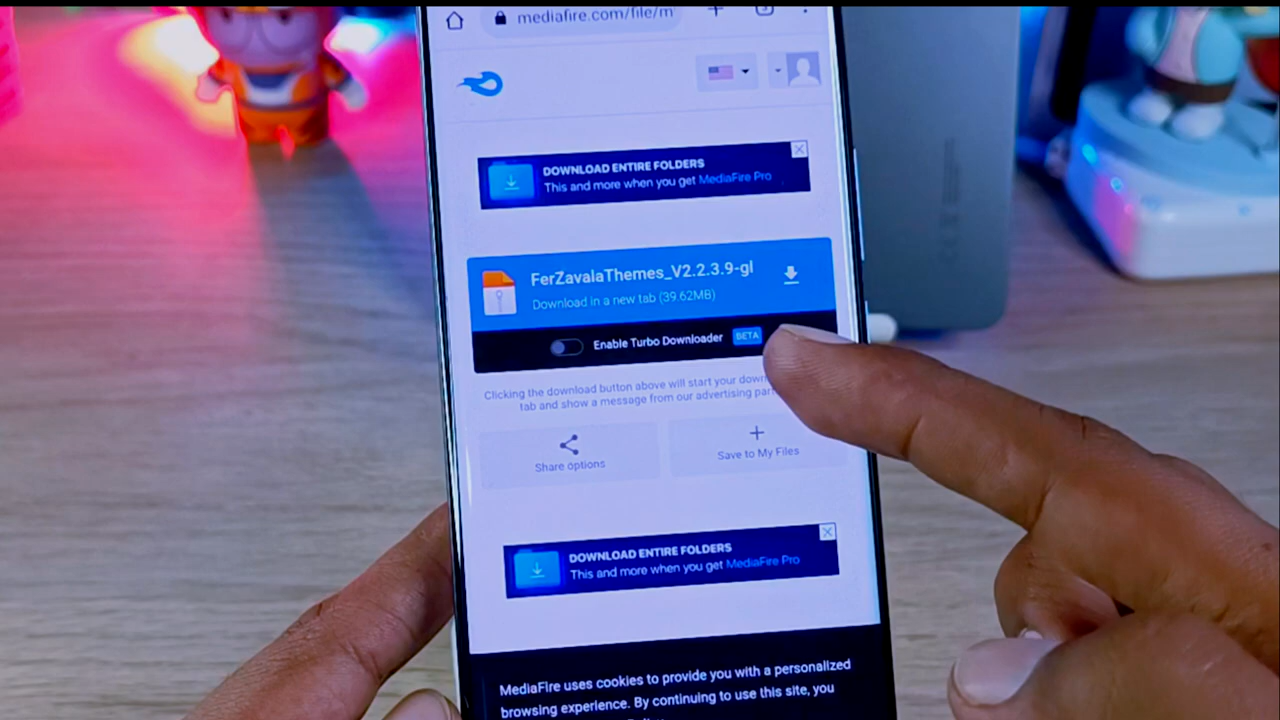 mediafire.com/file/m
DOWNLOAD ENTIRE FOLDERS
This and more when you get MediaFire Pro
FerZavalaThemes_V2.2.3.9-gl
Download in a new tab (39.62MB)
Enable Turbo Downloader BETA
Clicking the download button above will start your down
tab and show a message from our advertising par
Share options
Save to My Files
DOWNLOAD ENTIRE FOLDERS
This and more when you get MediaFire Pro
MediaFire uses cookies to provide you with a personalized
browsing experience. By continuing to use this site, you